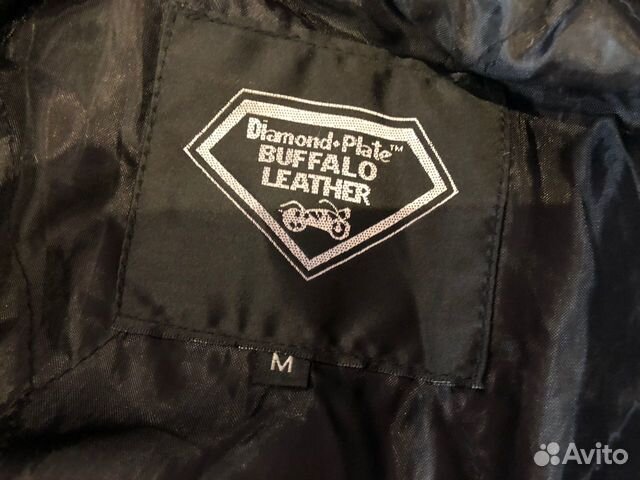 Diamond•Plate™
BUFFALO
LEATHER
M
Avito